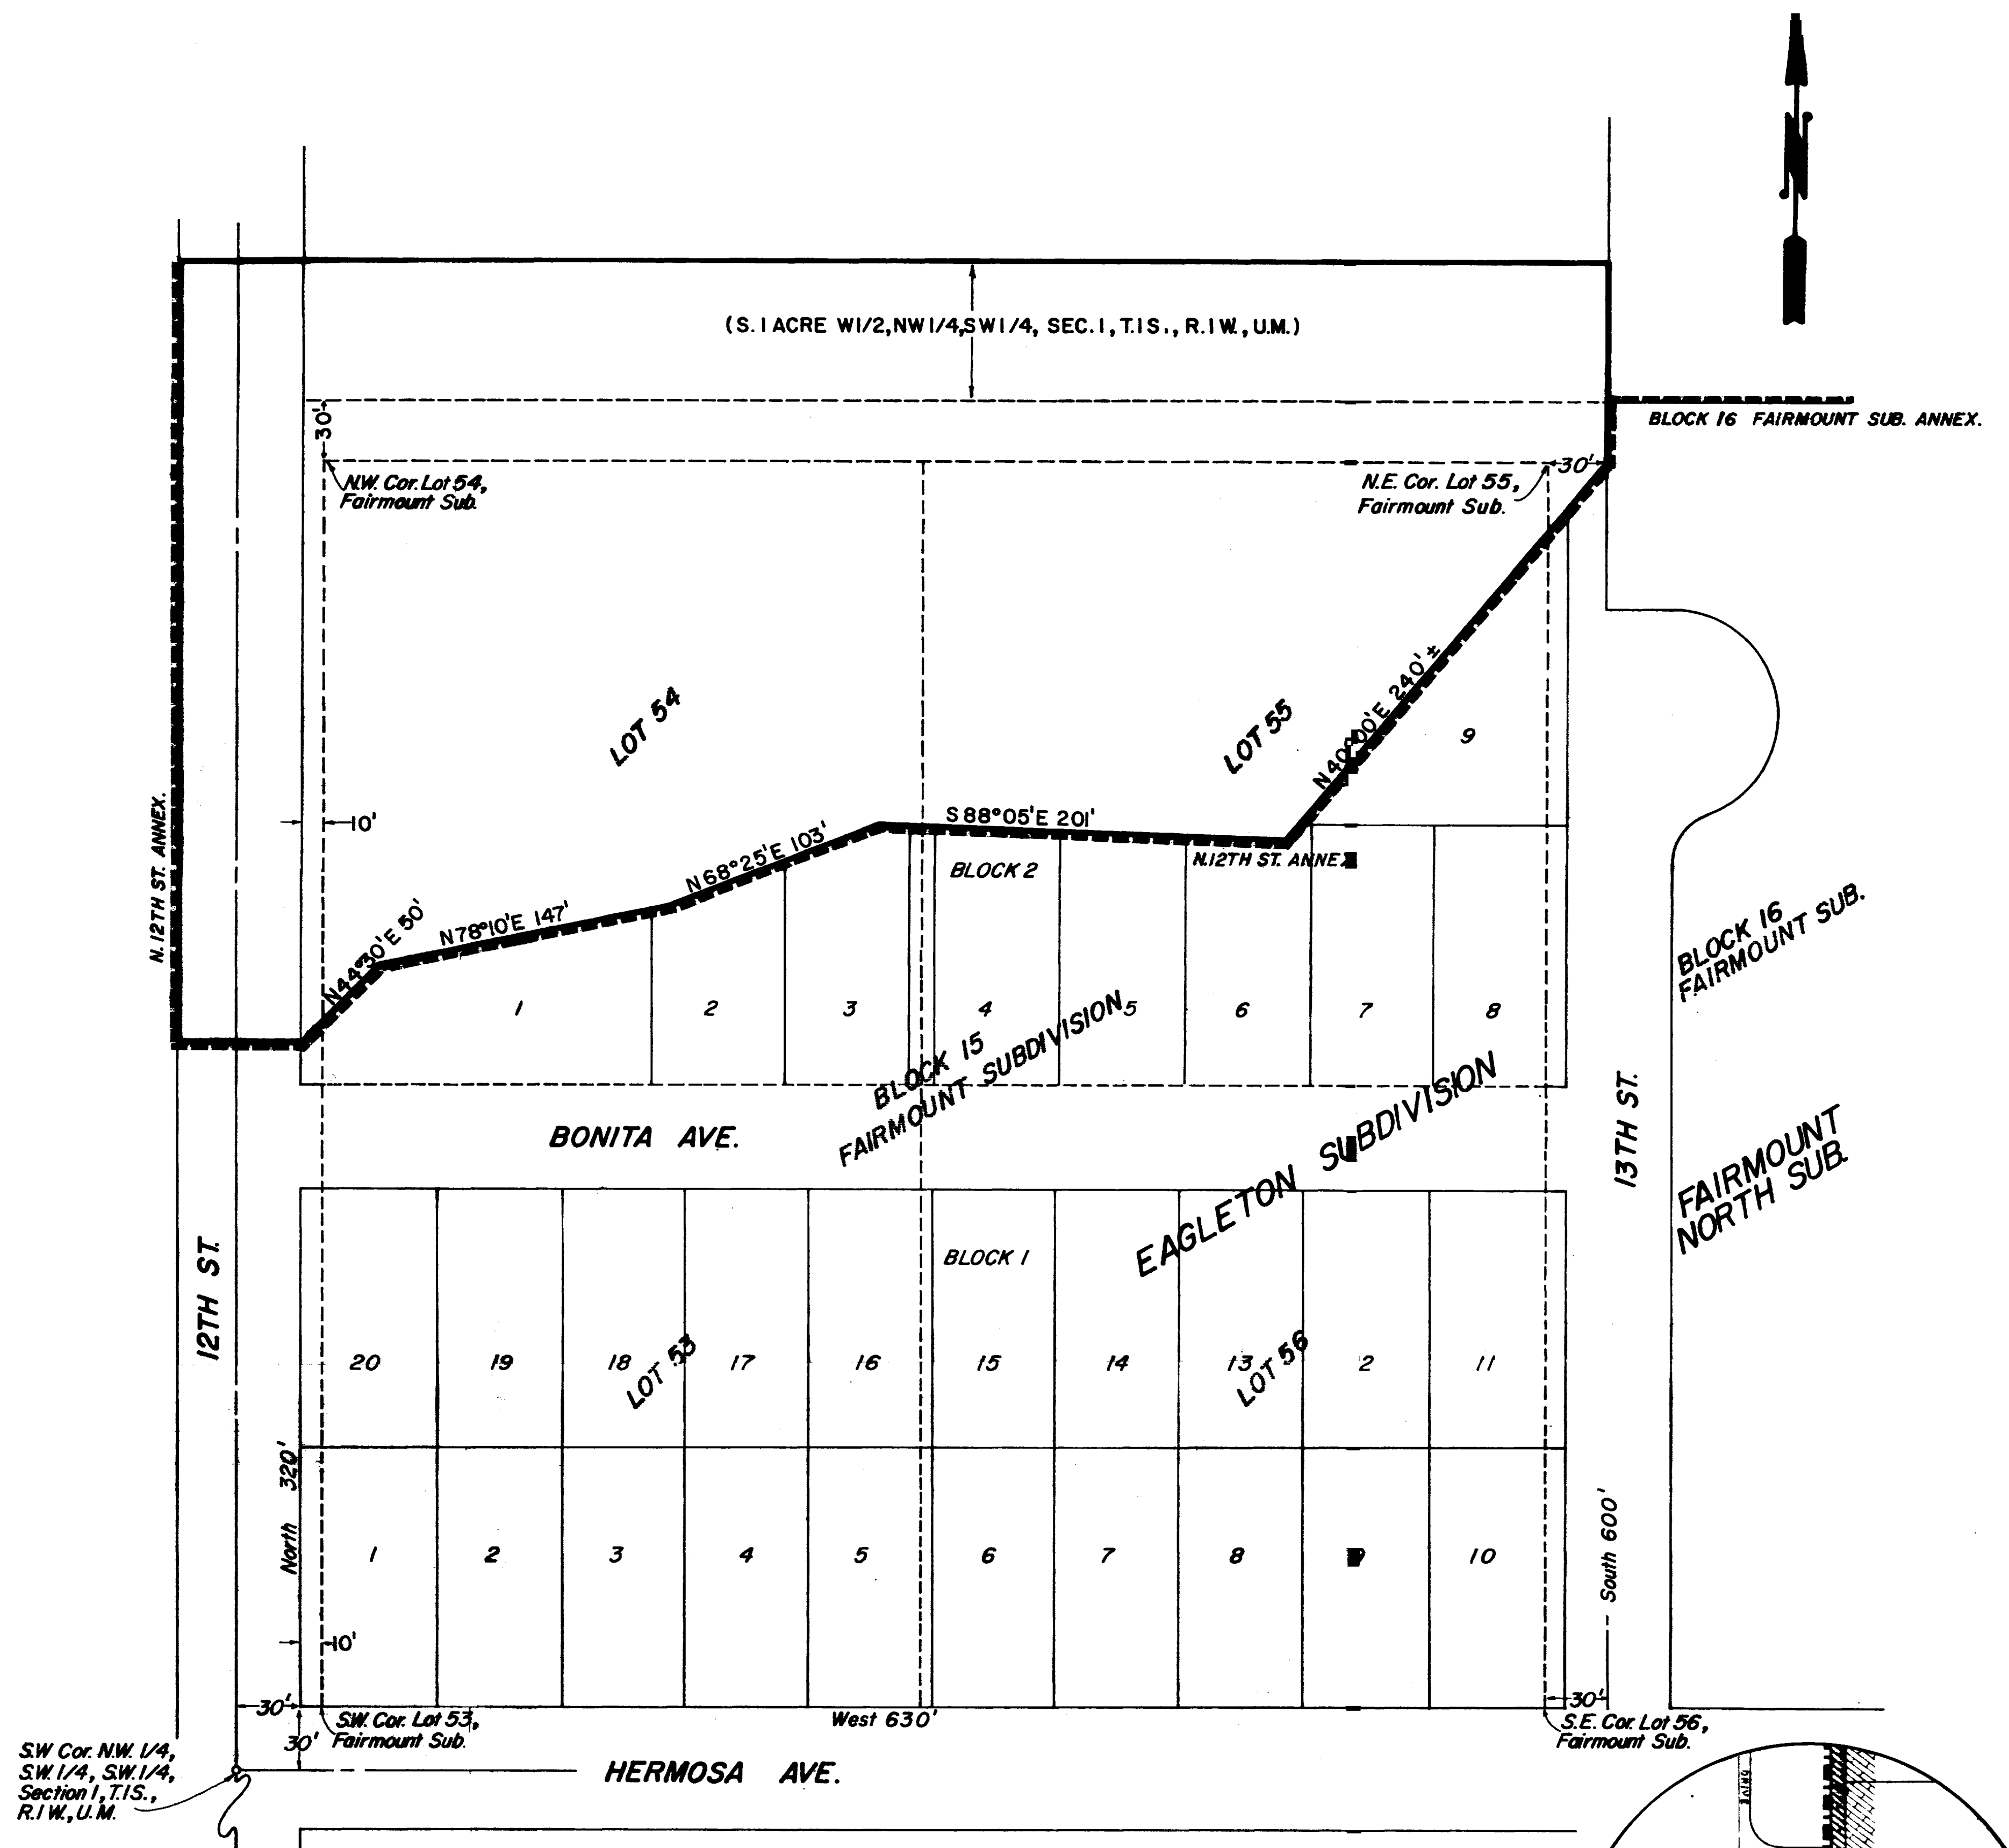 N
(S. 1 ACRE W1/2, NW1/4, SW1/4, SEC. 1, T.1S., R.1W., U.M.)
30'
BLOCK 16 FAIRMOUNT SUB. ANNEX.
N.W. Cor. Lot 54,
Fairmount Sub.
30'
N.E. Cor. Lot 55,
Fairmount Sub.
LOT 54
LOT 55
N40°00'E 240'±
9
10'
S 88°05'E 201'
N 68°25'E 103'
N78°10'E 147'
N44°30'E 50'
N. 12TH ST. ANNEX.
BLOCK 2
N.12TH ST. ANNEX
BLOCK 16
FAIRMOUNT SUB.
1 2 3 4 5 6 7 8
BLOCK 15
FAIRMOUNT SUBDIVISION
BONITA AVE.
EAGLETON SUBDIVISION
13TH ST.
FAIRMOUNT
NORTH SUB.
12TH ST.
BLOCK 1
20 19 18 17 16 15 14 13 2 11
LOT 53
LOT 56
North 320'
South 600'
1 2 3 4 5 6 7 8 9 10
10'
30'
30'
S.W. Cor. Lot 53,
Fairmount Sub.
West 630'
30'
S.E. Cor. Lot 56,
Fairmount Sub.
HERMOSA AVE.
S.W Cor. N.W. 1/4,
S.W. 1/4, S.W. 1/4,
Section 1, T.1S.,
R.1W., U.M.